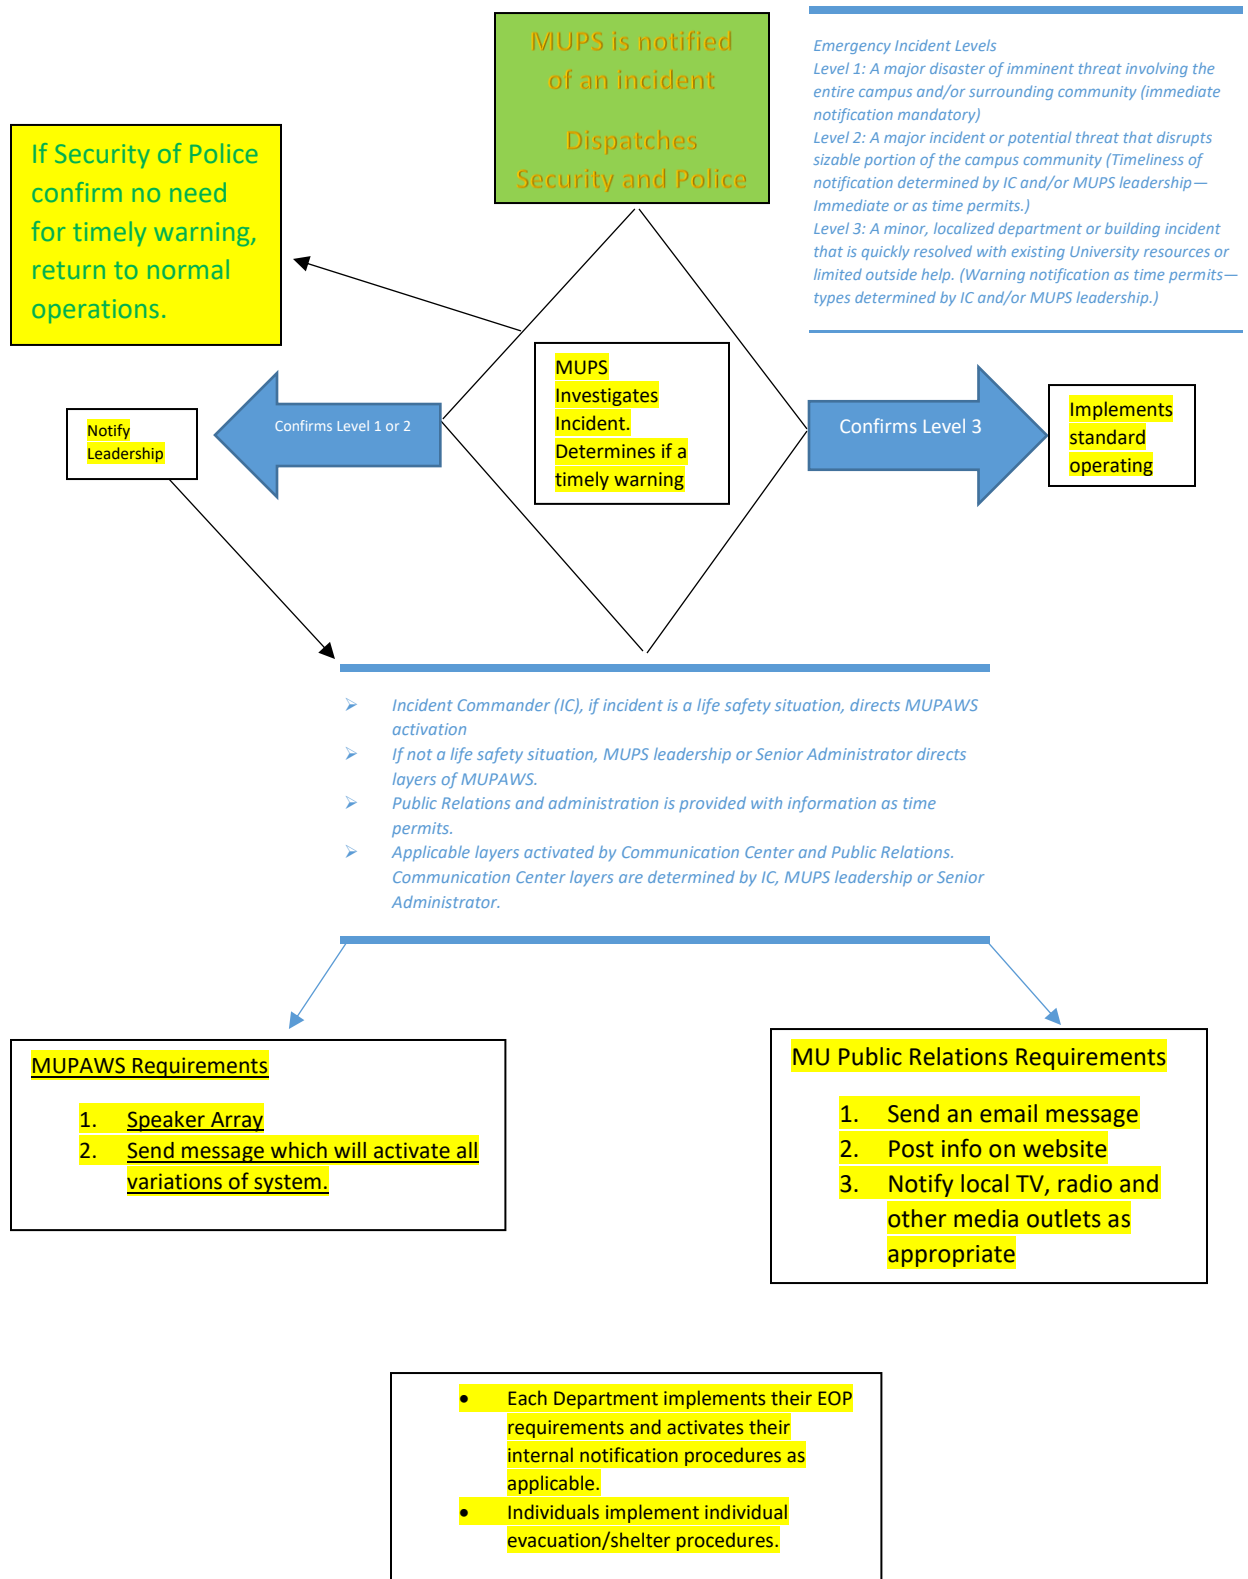 MUPS is notified
of an incident
Dispatches
Security and Police
Emergency Incident Levels
Level 1: A major disaster of imminent threat involving the
entire campus and/or surrounding community (immediate
notification mandatory)
Level 2: A major incident or potential threat that disrupts
sizable portion of the campus community (Timeliness of
notification determined by IC and/or MUPS leadership—
Immediate or as time permits.)
Level 3: A minor, localized department or building incident
that is quickly resolved with existing University resources or
limited outside help. (Warning notification as time permits—
types determined by IC and/or MUPS leadership.)
If Security of Police
confirm no need
for timely warning,
return to normal
operations.
MUPS
Investigates
Incident.
Determines if a
timely warning
Notify
Leadership
Confirms Level 1 or 2
Confirms Level 3
Implements
standard
operating
➢ Incident Commander (IC), if incident is a life safety situation, directs MUPAWS
activation
➢ If not a life safety situation, MUPS leadership or Senior Administrator directs
layers of MUPAWS.
➢ Public Relations and administration is provided with information as time
permits.
➢ Applicable layers activated by Communication Center and Public Relations.
Communication Center layers are determined by IC, MUPS leadership or Senior
Administrator.
MUPAWS Requirements
1. Speaker Array
2. Send message which will activate all
variations of system.
MU Public Relations Requirements
1. Send an email message
2. Post info on website
3. Notify local TV, radio and
other media outlets as
appropriate
• Each Department implements their EOP
requirements and activates their
internal notification procedures as
applicable.
• Individuals implement individual
evacuation/shelter procedures.